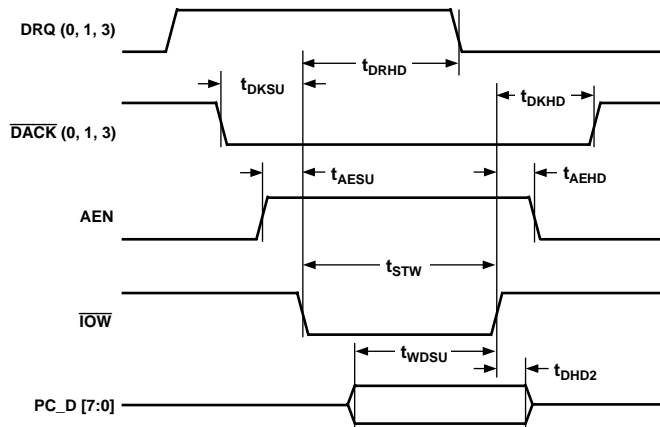 DRQ (0, 1, 3)
tDRHD
tDKSU
tDKHD
DACK (0, 1, 3)
tAESU
tAEHD
AEN
tSTW
IOW
tWDSU
tDHD2
PC_D [7:0]